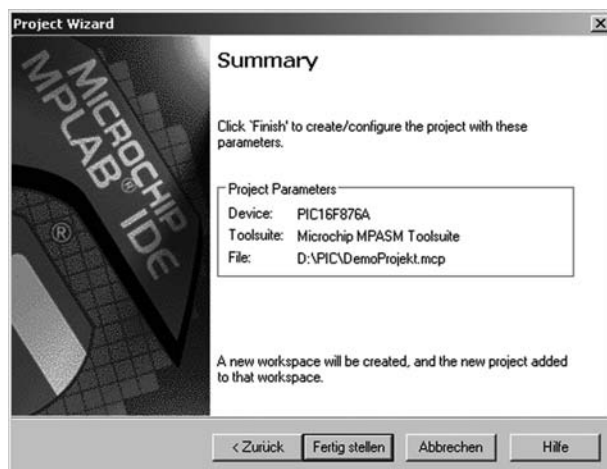 Project Wizard
MICROCHIP
MPLAB® IDE
®
Summary
Click 'Finish' to create/configure the project with these
parameters.
Project Parameters
Device: PIC16F876A
Toolsuite: Microchip MPASM Toolsuite
File: D:\PIC\DemoProjekt.mcp
A new workspace will be created, and the new project added
to that workspace.
< Zurück Fertig stellen Abbrechen Hilfe